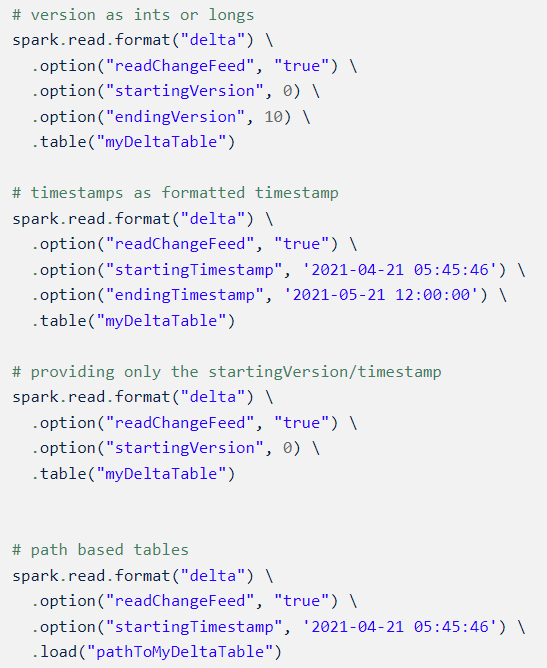 # version as ints or longs
spark.read.format("delta") \
  .option("readChangeFeed", "true") \
  .option("startingVersion", 0) \
  .option("endingVersion", 10) \
  .table("myDeltaTable")

# timestamps as formatted timestamp
spark.read.format("delta") \
  .option("readChangeFeed", "true") \
  .option("startingTimestamp", '2021-04-21 05:45:46') \
  .option("endingTimestamp", '2021-05-21 12:00:00') \
  .table("myDeltaTable")

# providing only the startingVersion/timestamp
spark.read.format("delta") \
  .option("readChangeFeed", "true") \
  .option("startingVersion", 0) \
  .table("myDeltaTable")


# path based tables
spark.read.format("delta") \
  .option("readChangeFeed", "true") \
  .option("startingTimestamp", '2021-04-21 05:45:46') \
  .load("pathToMyDeltaTable")